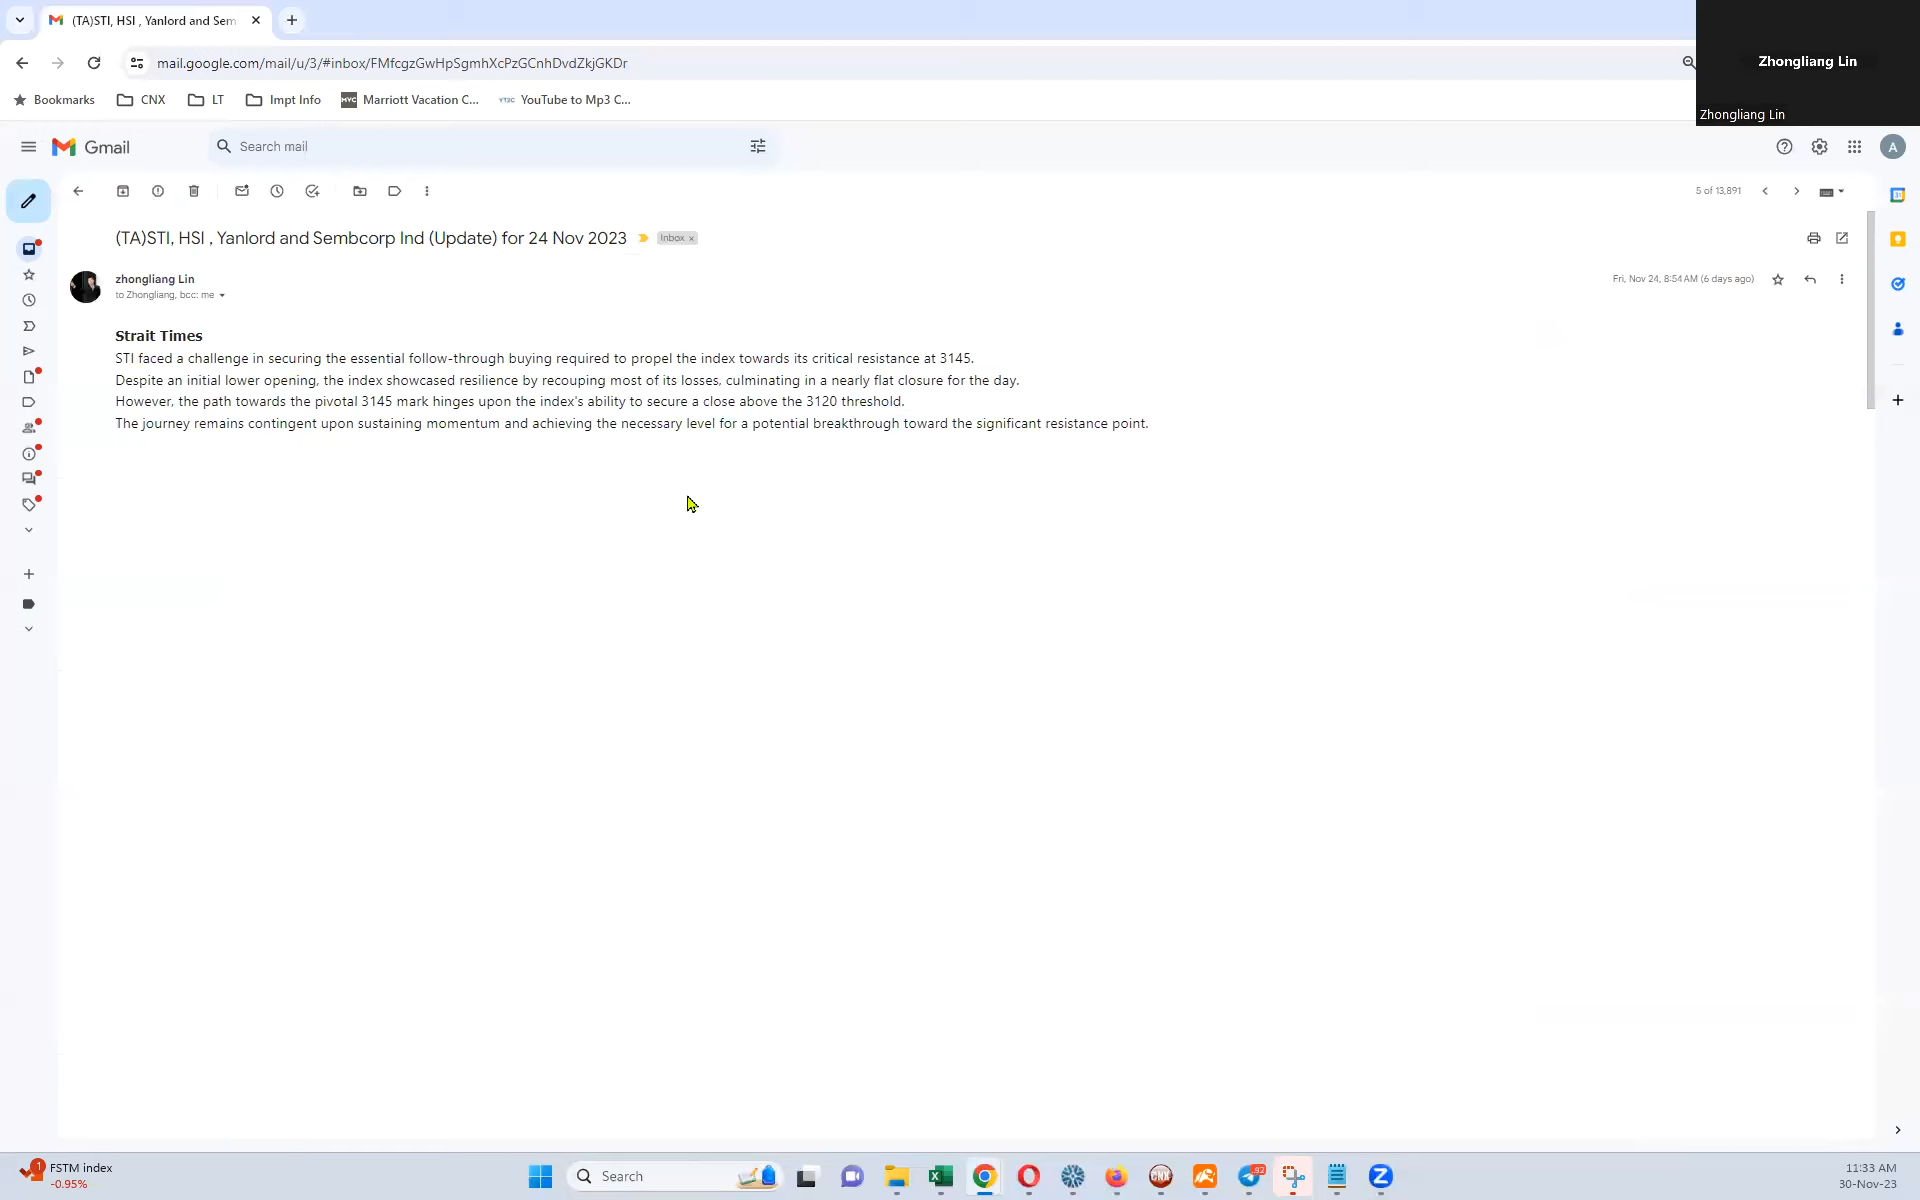 (TA)STI, HSI , Yanlord and Sem
Zhongliang Lin
mail.google.com/mail/u/3/#inbox/FMfcgzGwHpSgmhXcPzGCnhDvdZkjGKDr
Bookmarks CNX LT Impt Info MVC Marriott Vacation C... YouTube to Mp3 C...
Zhongliang Lin
Gmail Search mail A
5 of 13,891
(TA)STI, HSI , Yanlord and Sembcorp Ind (Update) for 24 Nov 2023 Inbox x
zhongliang Lin Fri, Nov 24, 8:54 AM (6 days ago)
to Zhongliang, bcc: me
Strait Times
STI faced a challenge in securing the essential follow-through buying required to propel the index towards its critical resistance at 3145.
Despite an initial lower opening, the index showcased resilience by recouping most of its losses, culminating in a nearly flat closure for the day.
However, the path towards the pivotal 3145 mark hinges upon the index's ability to secure a close above the 3120 threshold.
The journey remains contingent upon sustaining momentum and achieving the necessary level for a potential breakthrough toward the significant resistance point.
1 FSTM index
-0.95%
Search
CNX
92
11:33 AM
30-Nov-23